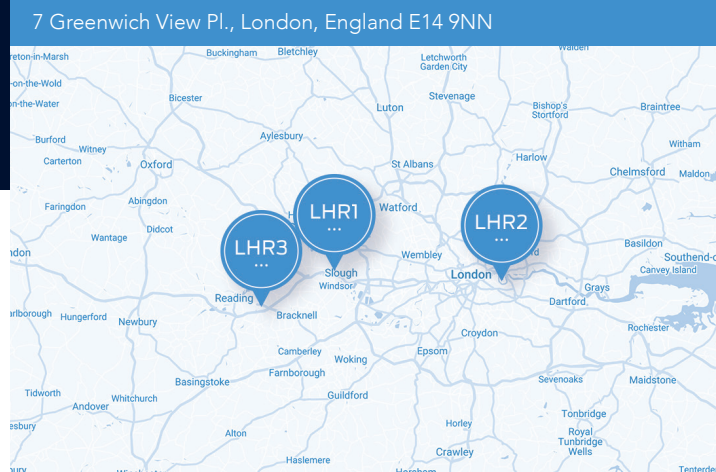 7 Greenwich View Pl., London, England E14 9NN
Buckingham
Bletchley
Walden
Letchworth
Garden City
Stevenage
Bicester
Luton
Bishop's
Stortford
Braintree
Burford
Witney
Carterton
Oxford
Aylesbury
St Albans
Harlow
Witham
Chelmsford
Maldon
Faringdon
Abingdon
Didcot
Wantage
LHR1
...
LHR2
...
LHR3
...
Watford
Wembley
London
Basildon
Southend-o
Canvey Island
Slough
Windsor
Grays
Dartford
Reading
Bracknell
Hungerford
Newbury
Croydon
Rochester
Camberley
Farnborough
Woking
Epsom
Basingstoke
Guildford
Sevenoaks
Maidstone
Tidworth
Andover
Whitchurch
Alton
Horley
Tonbridge
Royal
Tunbridge
Wells
Haslemere
Crawley